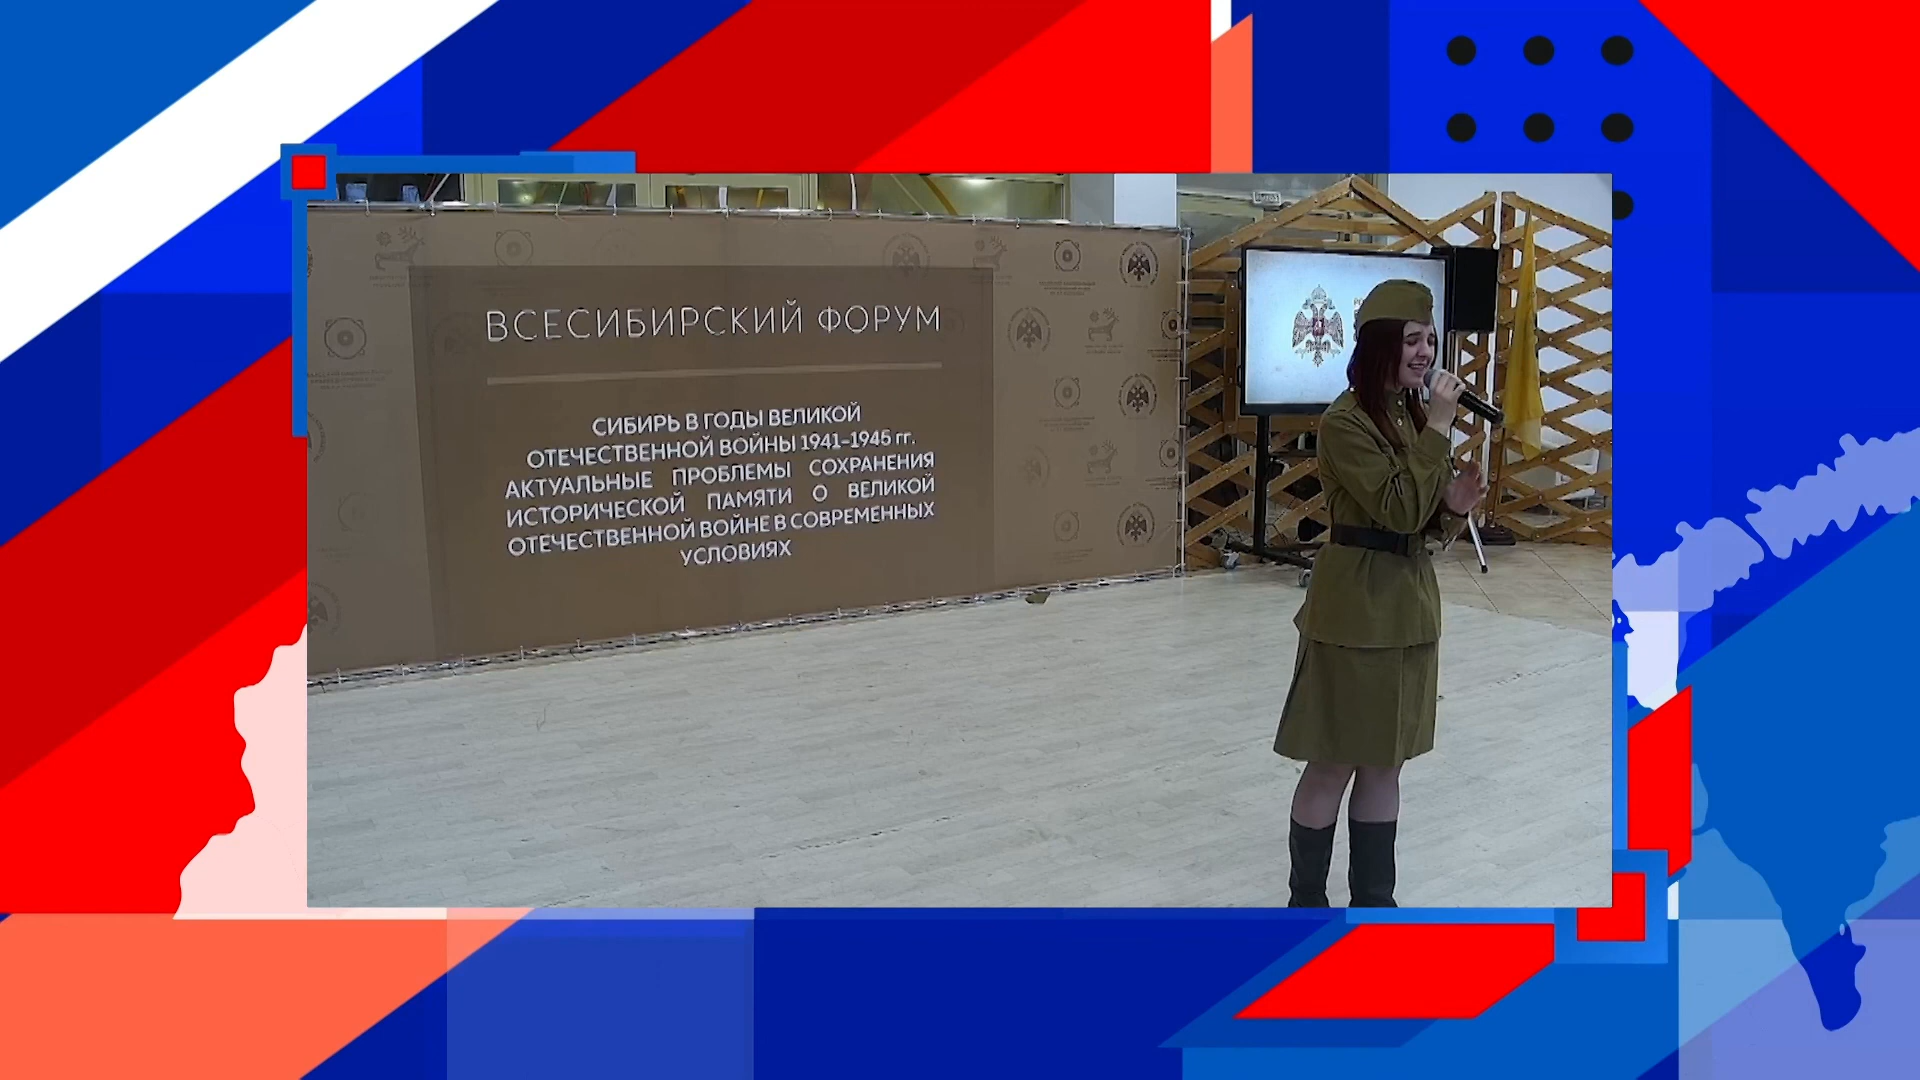 ВСЕСИБИРСКИЙ ФОРУМ
СИБИРЬ В ГОДЫ ВЕЛИКОЙ
ОТЕЧЕСТВЕННОЙ ВОЙНЫ 1941-1945 гг.
АКТУАЛЬНЫЕ ПРОБЛЕМЫ СОХРАНЕНИЯ
ИСТОРИЧЕСКОЙ ПАМЯТИ О ВЕЛИКОЙ
ОТЕЧЕСТВЕННОЙ ВОЙНЕ В СОВРЕМЕННЫХ
УСЛОВИЯХ